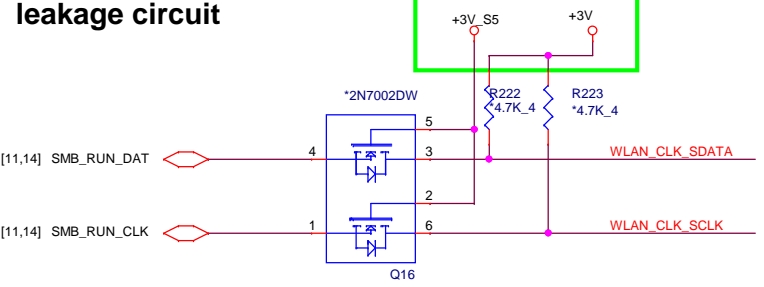 leakage circuit
+3V_S5
+3V
*2N7002DW
R222
*4.7K_4
R223
*4.7K_4
5
[11,14] SMB_RUN_DAT
4
3
WLAN_CLK_SDATA
2
[11,14] SMB_RUN_CLK
1
6
WLAN_CLK_SCLK
Q16